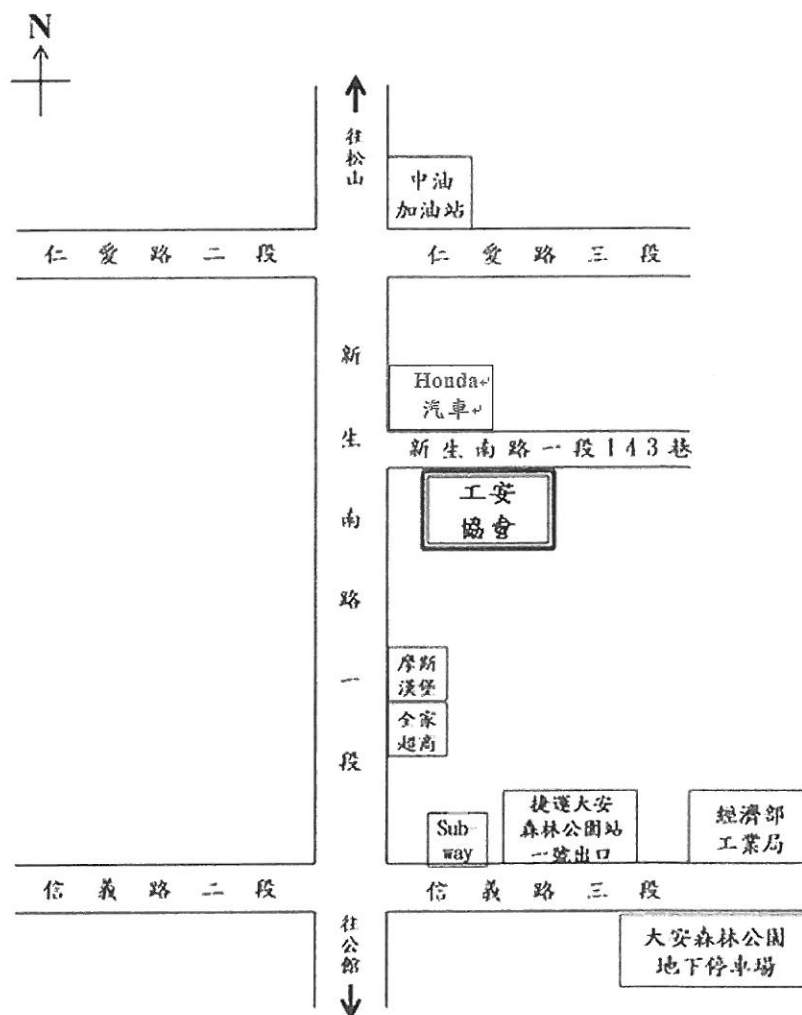 N
往松山
中油
加油站
仁愛路二段
仁愛路三段
新生南路一段
Honda
汽車
新生南路一段143巷
工安
協會
摩斯
漢堡
全家
超商
Sub-
way
捷運大安
森林公園站
一號出口
經濟部
工業局
信義路二段
信義路三段
往公館
大安森林公園
地下停車場